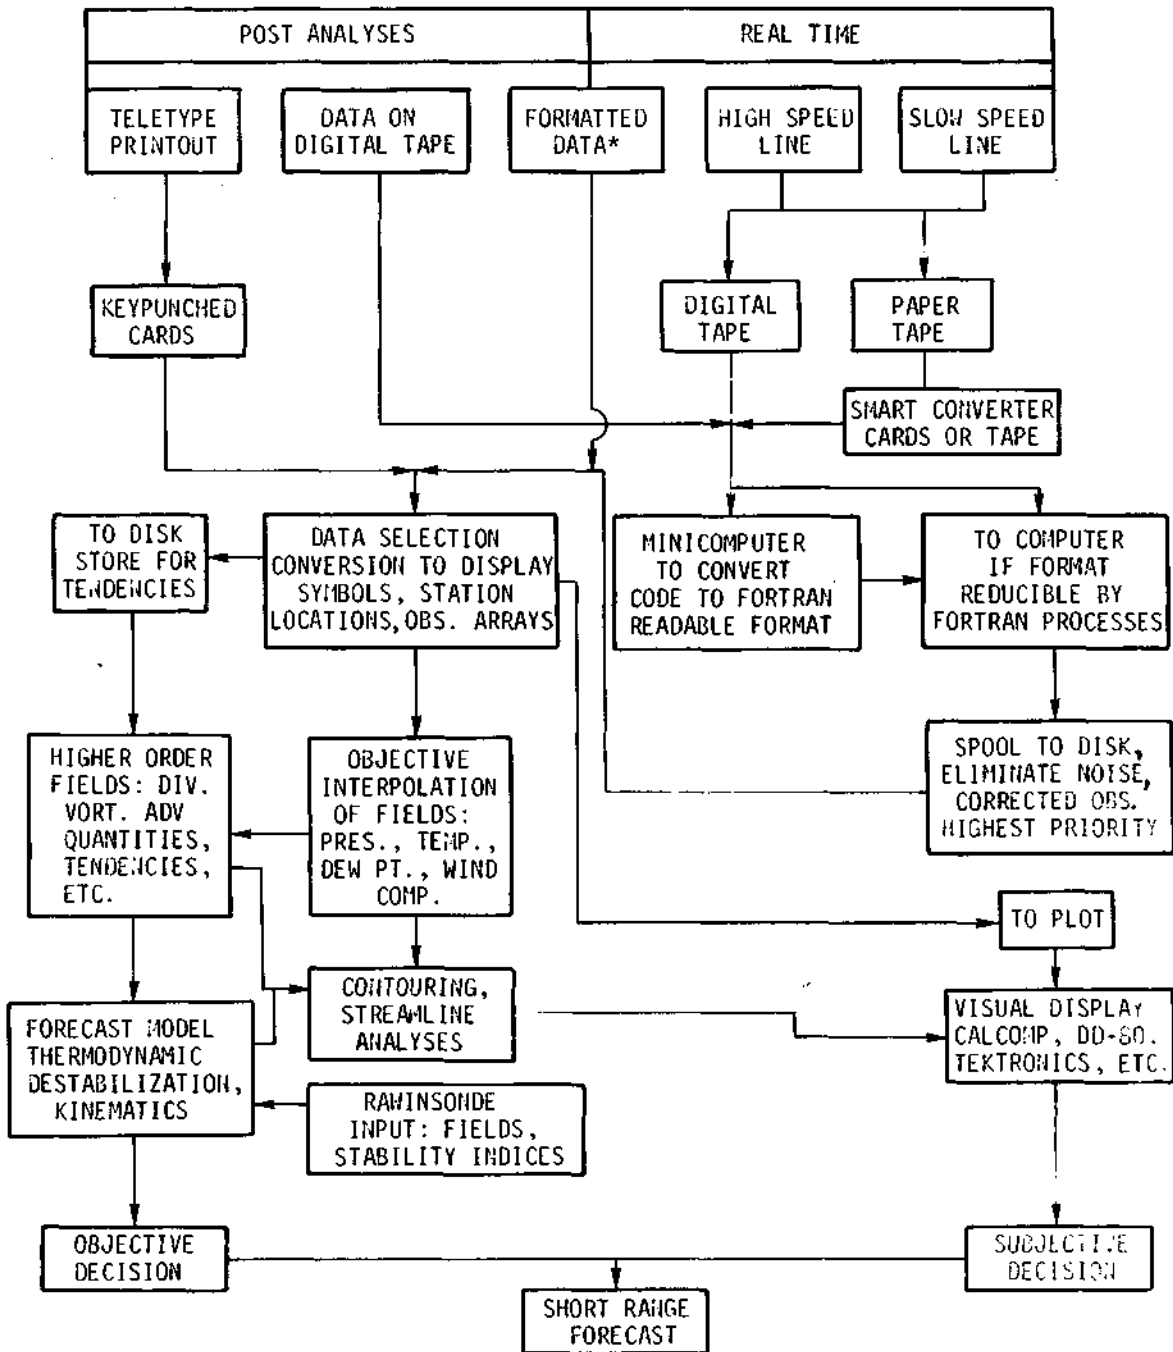 POST ANALYSES
REAL TIME
TELETYPE
PRINTOUT
DATA ON
DIGITAL TAPE
FORMATTED
DATA*
HIGH SPEED
LINE
SLOW SPEED
LINE
KEYPUNCHED
CARDS
DIGITAL
TAPE
PAPER
TAPE
SMART CONVERTER
CARDS OR TAPE
TO DISK
STORE FOR
TENDENCIES
DATA SELECTION
CONVERSION TO DISPLAY
SYMBOLS, STATION
LOCATIONS,OBS. ARRAYS
MINICOMPUTER
TO CONVERT
CODE TO FORTRAN
READABLE FORMAT
TO COMPUTER
IF FORMAT
REDUCIBLE BY
FORTRAN PROCESSES
HIGHER ORDER
FIELDS: DIV.
VORT. ADV
QUANTITIES,
TENDENCIES,
ETC.
OBJECTIVE
INTERPOLATION
OF FIELDS:
PRES., TEMP.,
DEW PT., WIND
COMP.
SPOOL TO DISK,
ELIMINATE NOISE,
CORRECTED OBS.
HIGHEST PRIORITY
TO PLOT
CONTOURING,
STREAMLINE
ANALYSES
FORECAST MODEL
THERMODYNAMIC
DESTABILIZATION,
KINEMATICS
VISUAL DISPLAY
CALCOMP, DD-80.
TEKTRONICS, ETC.
RAWINSONDE
INPUT: FIELDS,
STABILITY INDICES
OBJECTIVE
DECISION
SUBJECTIVE
DECISION
SHORT RANGE
FORECAST